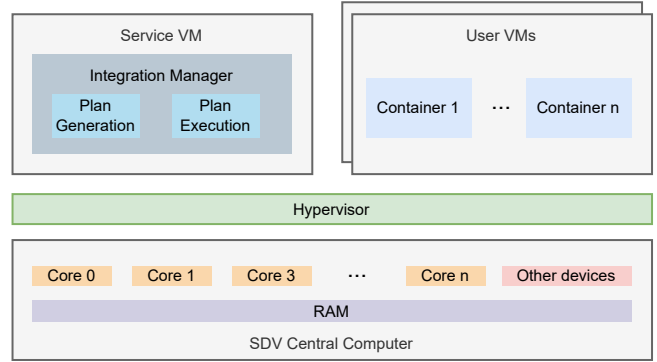 Service VM
Integration Manager
Plan
Generation
Plan
Execution
User VMs
Container 1
...
Container n
Hypervisor
Core 0
Core 1
Core 3
...
Core n
Other devices
RAM
SDV Central Computer